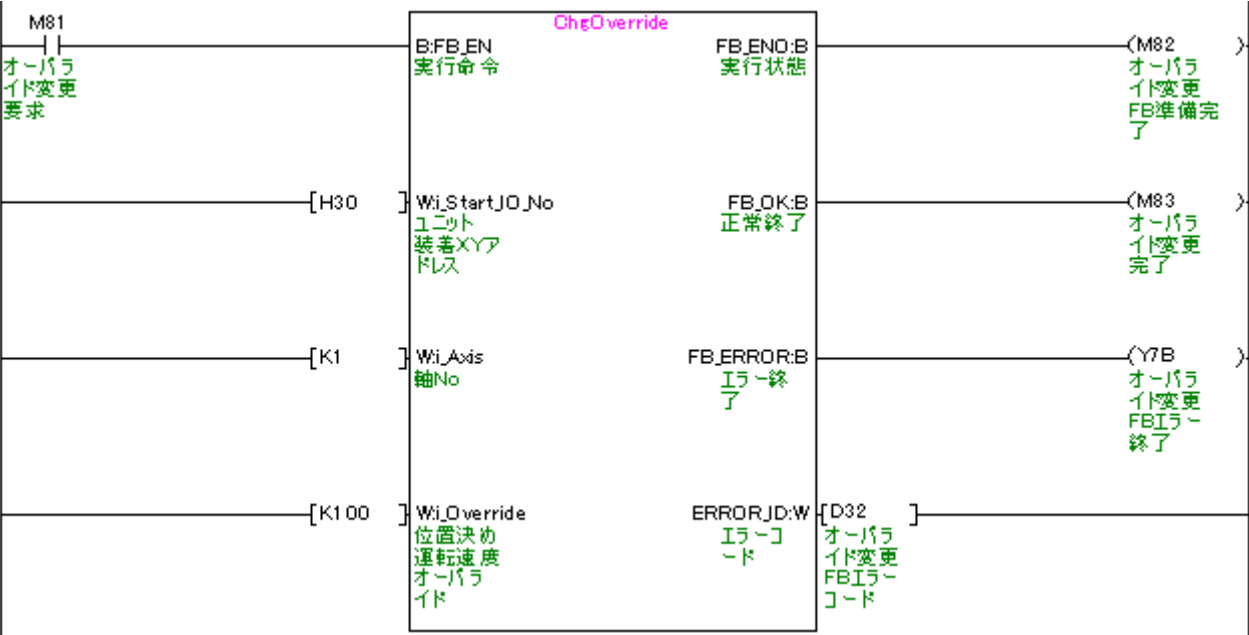 ChgOverride
M81
オーバラ
イド変更
要求
B:FB_EN
実行命令
FB_ENO:B
実行状態
(M82 )
オーバラ
イド変更
FB準備完
了
[H30 ]
W:i_Start_IO_No
ユニット
装着XYア
ドレス
FB_OK:B
正常終了
(M83 )
オーバラ
イド変更
完了
[K1 ]
W:i_Axis
軸No
FB_ERROR:B
エラー終
了
(Y7B )
オーバラ
イド変更
FBエラー
終了
[K100 ]
W:i_Override
位置決め
運転速度
オーバラ
イド
ERROR_ID:W
エラーコ
ード
[D32 ]
オーバラ
イド変更
FBエラー
コード